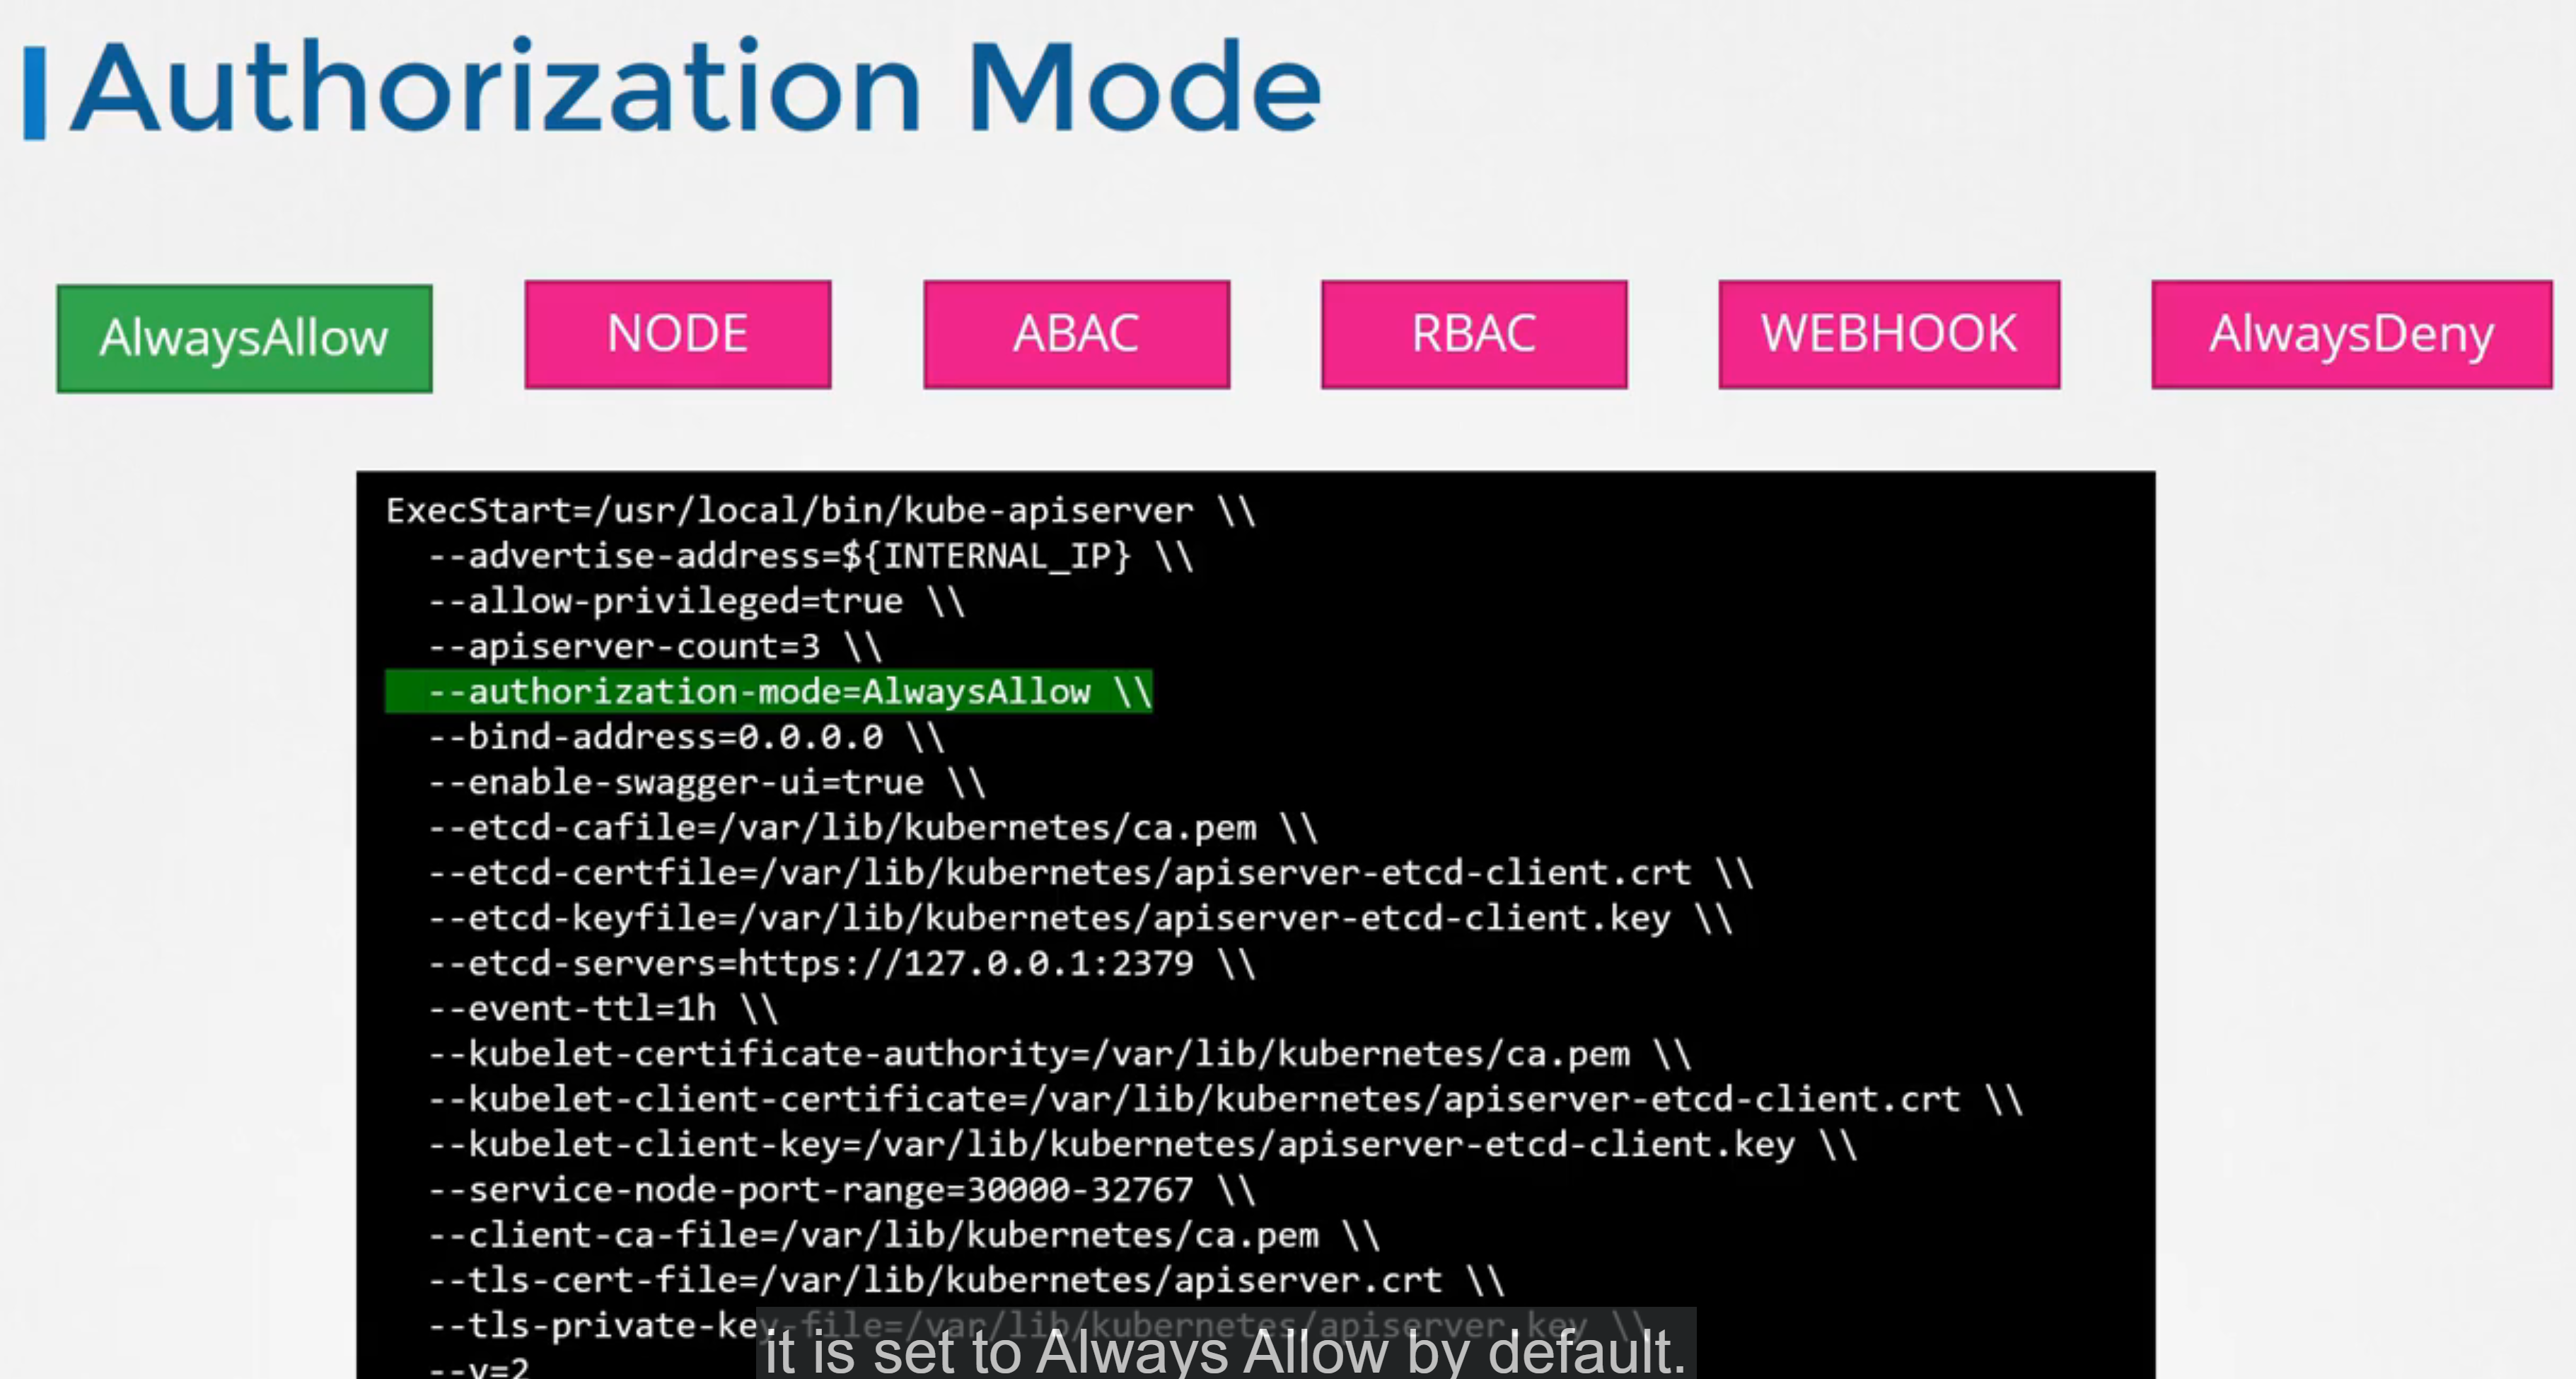 Authorization Mode
AlwaysAllow
NODE
ABAC
RBAC
WEBHOOK
AlwaysDeny
ExecStart=/usr/local/bin/kube-apiserver \\
--advertise-address=${INTERNAL_IP} \\
--allow-privileged=true \\
--apiserver-count=3 \\
--authorization-mode=AlwaysAllow \\
--bind-address=0.0.0.0 \\
--enable-swagger-ui=true \\
--etcd-cafile=/var/lib/kubernetes/ca.pem \\
--etcd-certfile=/var/lib/kubernetes/apiserver-etcd-client.crt \\
--etcd-keyfile=/var/lib/kubernetes/apiserver-etcd-client.key \\
--etcd-servers=https://127.0.0.1:2379 \\
--event-ttl=1h \\
--kubelet-certificate-authority=/var/lib/kubernetes/ca.pem \\
--kubelet-client-certificate=/var/lib/kubernetes/apiserver-etcd-client.crt \\
--kubelet-client-key=/var/lib/kubernetes/apiserver-etcd-client.key \\
--service-node-port-range=30000-32767 \\
--client-ca-file=/var/lib/kubernetes/ca.pem \\
--tls-cert-file=/var/lib/kubernetes/apiserver.crt \\
--tls-private-key-file=/var/lib/kubernetes/apiserver.key \\
it is set to Always Allow by default.
--v=2